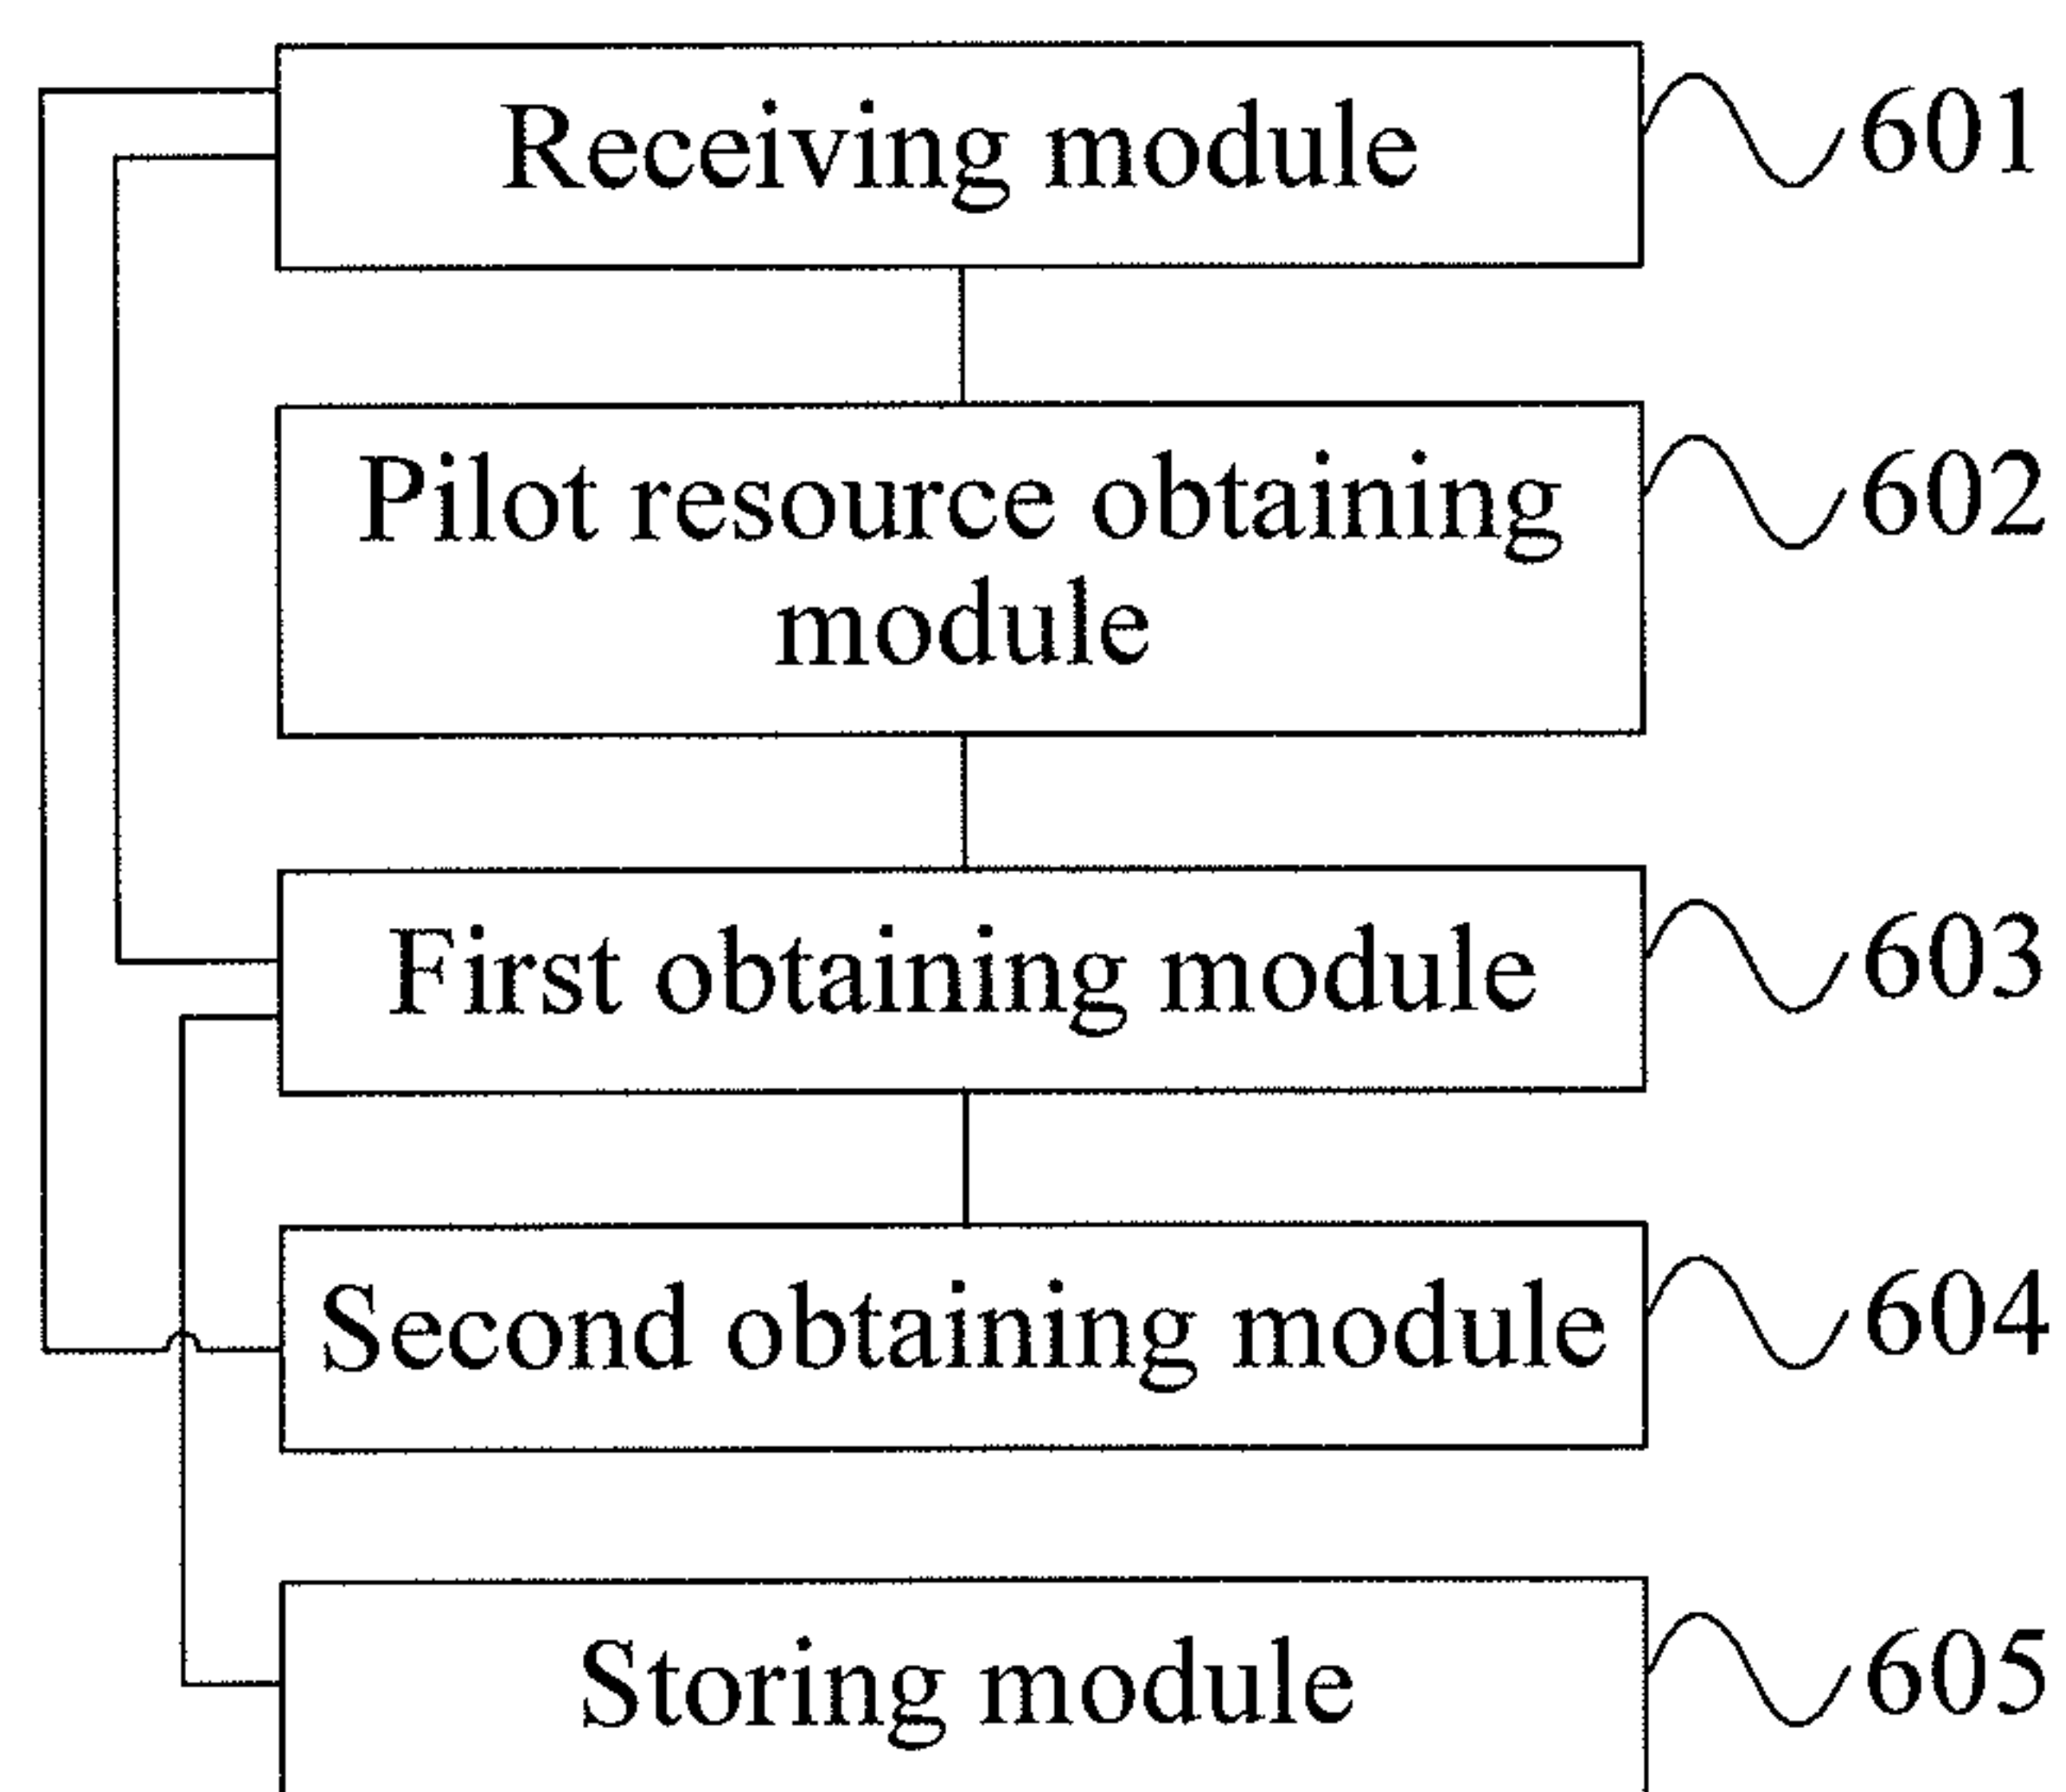 Receiving module
601
Pilot resource obtaining
module
602
First obtaining module
603
Second obtaining module
604
Storing module
605